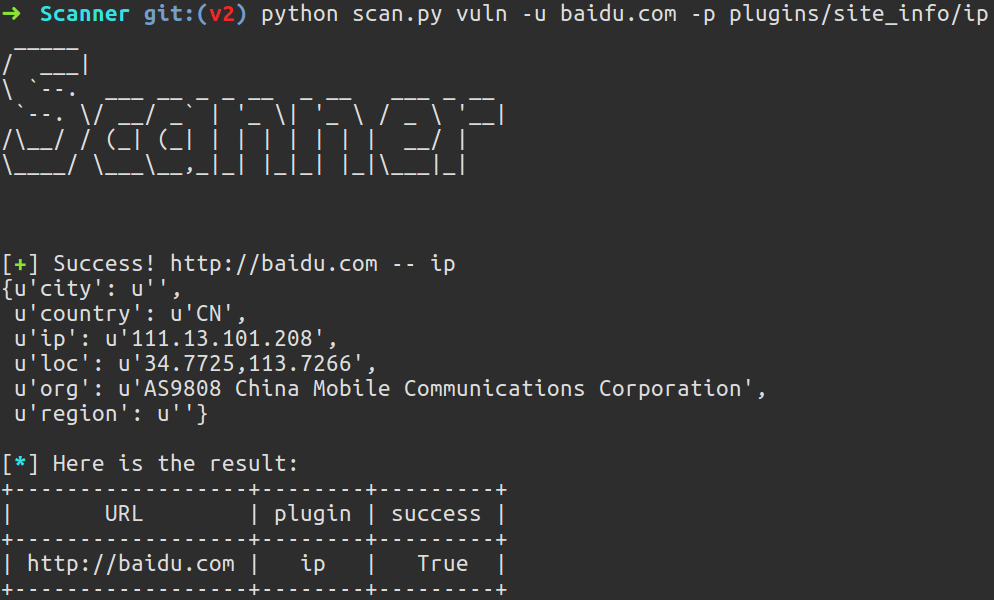 ➜ Scanner git:(v2) python scan.py vuln -u baidu.com -p plugins/site_info/ip
Scanner
[+] Success! http://baidu.com -- ip
{u'city': u'',
 u'country': u'CN',
 u'ip': u'111.13.101.208',
 u'loc': u'34.7725,113.7266',
 u'org': u'AS9808 China Mobile Communications Corporation',
 u'region': u''}
[*] Here is the result:
+------------------+--------+---------+
|       URL        | plugin | success |
+------------------+--------+---------+
| http://baidu.com |   ip   |   True  |
+------------------+--------+---------+